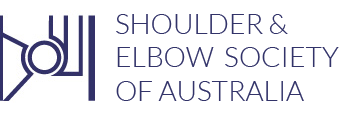 SHOULDER &
ELBOW SOCIETY
OF AUSTRALIA